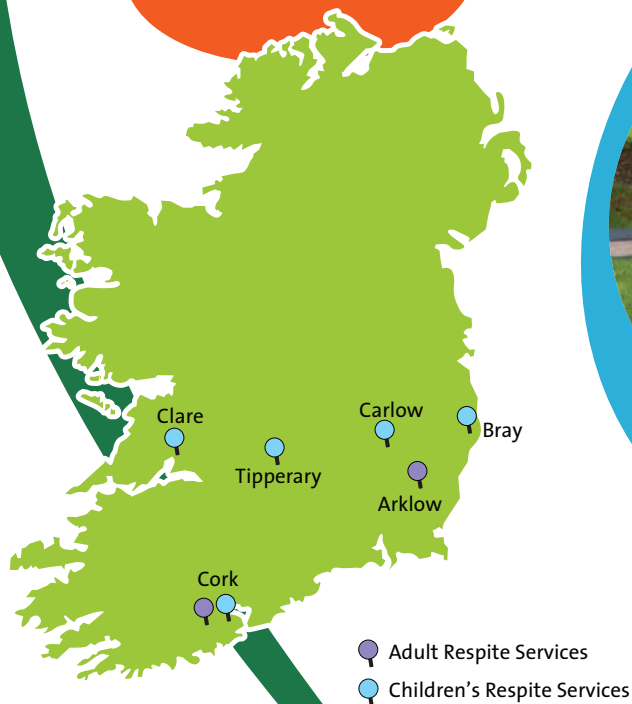 Carlow
Clare
Bray
Tipperary
Arklow
Cork
Adult Respite Services
Children's Respite Services